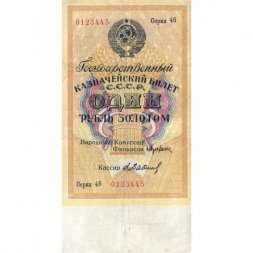 0123445 Серия 45
Государственный
КАЗНАЧЕЙСКИЙ БИЛЕТ
С.С.С.Р.
ОДИН
РУБЛЬ ЗОЛОТОМ
Народный Комиссар
Финансов
Кассир
Серия 45 0123445